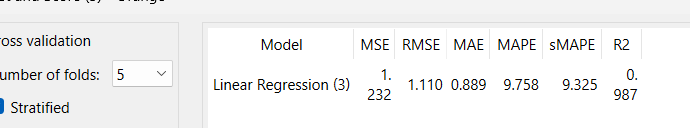 ross validation
umber of folds: 5
Stratified
Model MSE RMSE MAE MAPE sMAPE R2
Linear Regression (3) 1.232 1.110 0.889 9.758 9.325 0.987